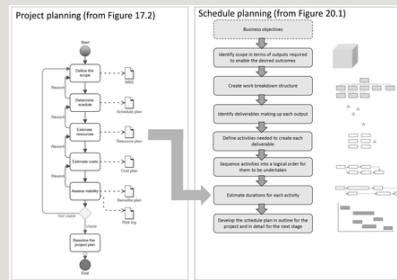 Project planning (from Figure 17.2)
Start
Define the
scope
WBS
Rework
Determine
schedule
Schedule plan
Rework
Estimate
resources
Resource plan
Rework
Estimate costs
Cost plan
Rework
Assess viability
Benefits plan
Not viable
Risk log
Viable
Baseline the
project plan
End
Schedule planning (from Figure 20.1)
Business objectives
Identify scope in terms of outputs required
to enable the desired outcomes
Create work breakdown structure
Identify deliverables making up each output
Define activities needed to create each
deliverable
Sequence activities into a logical order for
them to be undertaken
Estimate durations for each activity
Develop the schedule plan in outline for the
project and in detail for the next stage